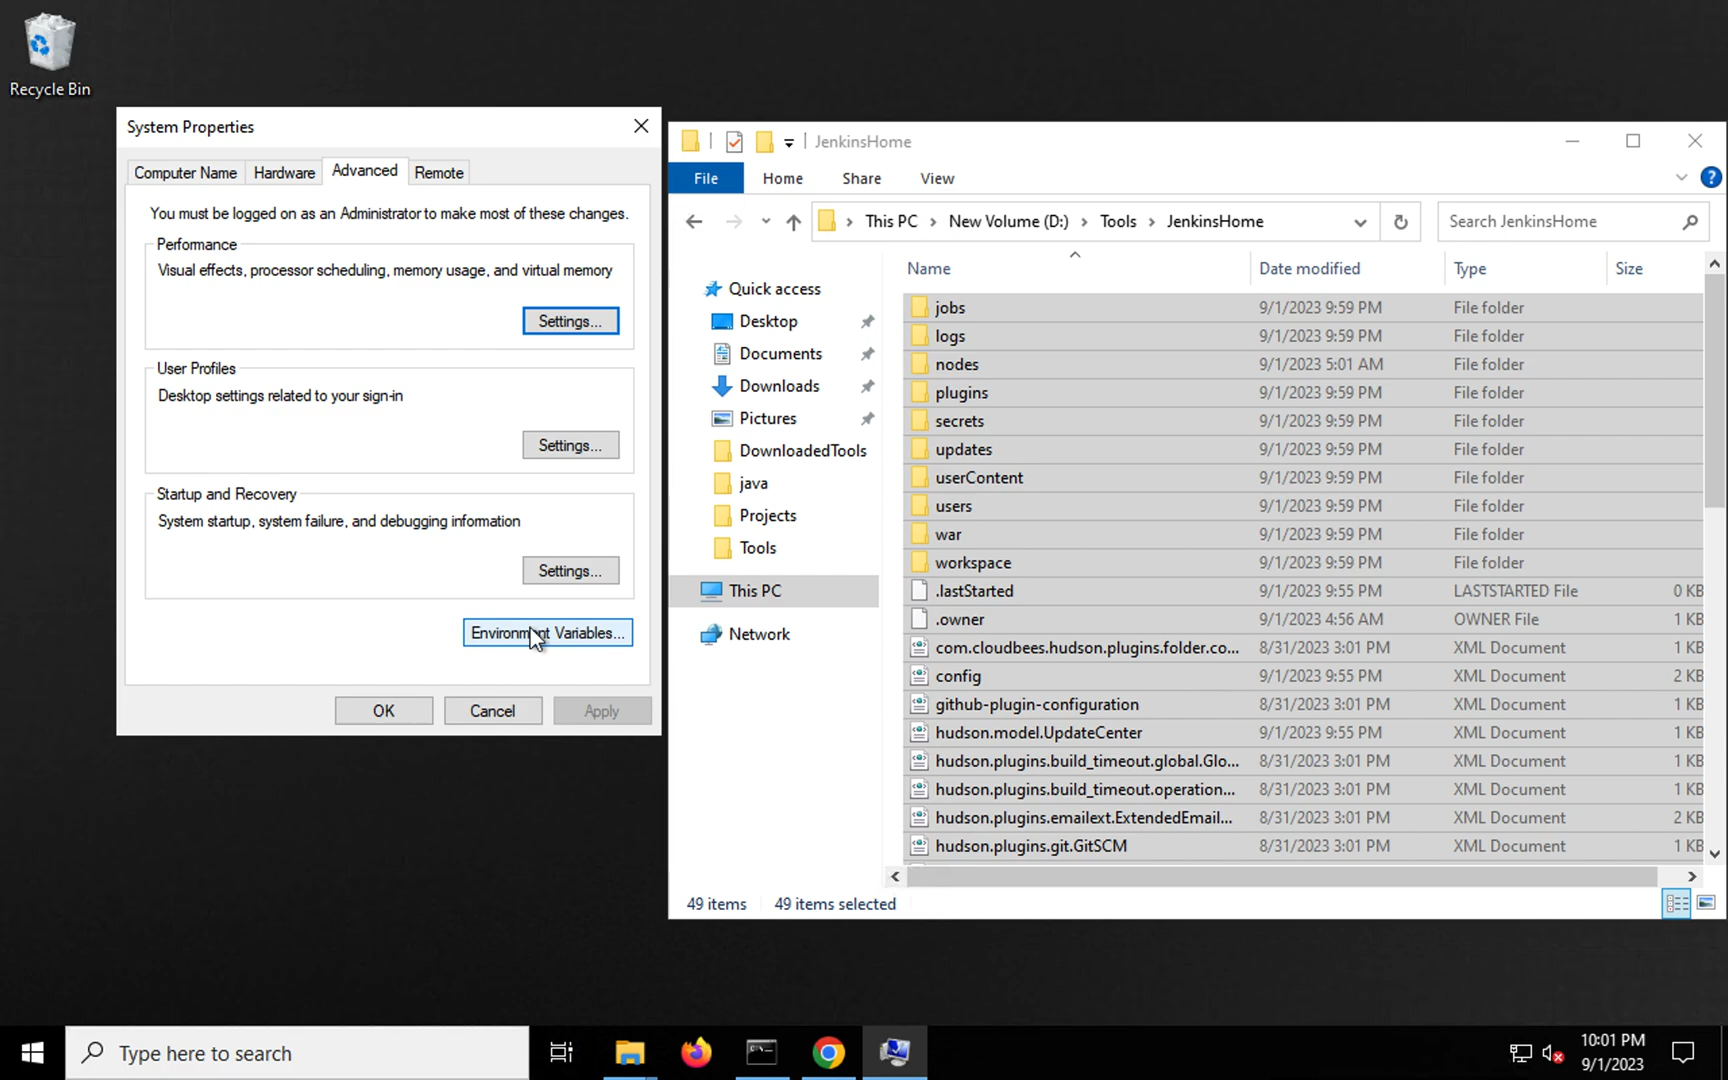 Recycle Bin
System Properties
Computer Name
Hardware
Advanced
Remote
You must be logged on as an Administrator to make most of these changes.
Performance
Visual effects, processor scheduling, memory usage, and virtual memory
Settings...
User Profiles
Desktop settings related to your sign-in
Settings...
Startup and Recovery
System startup, system failure, and debugging information
Settings...
Environment Variables...
OK
Cancel
Apply
JenkinsHome
File
Home
Share
View
This PC
New Volume (D:)
Tools
JenkinsHome
Search JenkinsHome
Quick access
Desktop
Documents
Downloads
Pictures
DownloadedTools
java
Projects
Tools
This PC
Network
Name Date modified Type Size
jobs 9/1/2023 9:59 PM File folder
logs 9/1/2023 9:59 PM File folder
nodes 9/1/2023 5:01 AM File folder
plugins 9/1/2023 9:59 PM File folder
secrets 9/1/2023 9:59 PM File folder
updates 9/1/2023 9:59 PM File folder
userContent 9/1/2023 9:59 PM File folder
users 9/1/2023 9:59 PM File folder
war 9/1/2023 9:59 PM File folder
workspace 9/1/2023 9:59 PM File folder
.lastStarted 9/1/2023 9:55 PM LASTSTARTED File 0 KB
.owner 9/1/2023 4:56 AM OWNER File 1 KB
com.cloudbees.hudson.plugins.folder.co... 8/31/2023 3:01 PM XML Document 1 KB
config 9/1/2023 9:55 PM XML Document 2 KB
github-plugin-configuration 8/31/2023 3:01 PM XML Document 1 KB
hudson.model.UpdateCenter 9/1/2023 9:55 PM XML Document 1 KB
hudson.plugins.build_timeout.global.Glo... 8/31/2023 3:01 PM XML Document 1 KB
hudson.plugins.build_timeout.operation... 8/31/2023 3:01 PM XML Document 1 KB
hudson.plugins.emailext.ExtendedEmail... 8/31/2023 3:01 PM XML Document 2 KB
hudson.plugins.git.GitSCM 8/31/2023 3:01 PM XML Document 1 KB
49 items 49 items selected
Type here to search
10:01 PM
9/1/2023